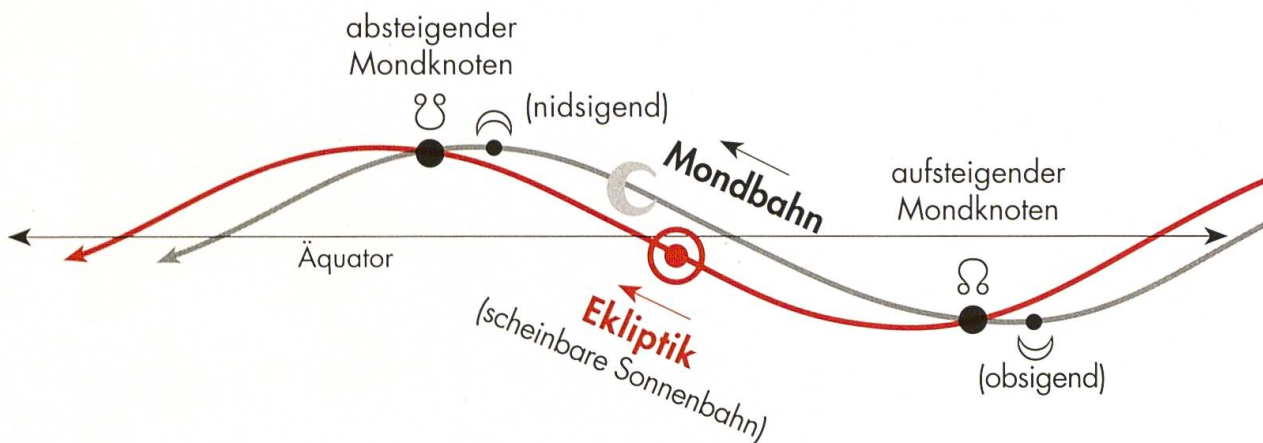 absteigender
Mondknoten
☋
(nidsigend)
Mondbahn
aufsteigender
Mondknoten
Äquator
☊
Ekliptik
(scheinbare Sonnenbahn)
(obsigend)